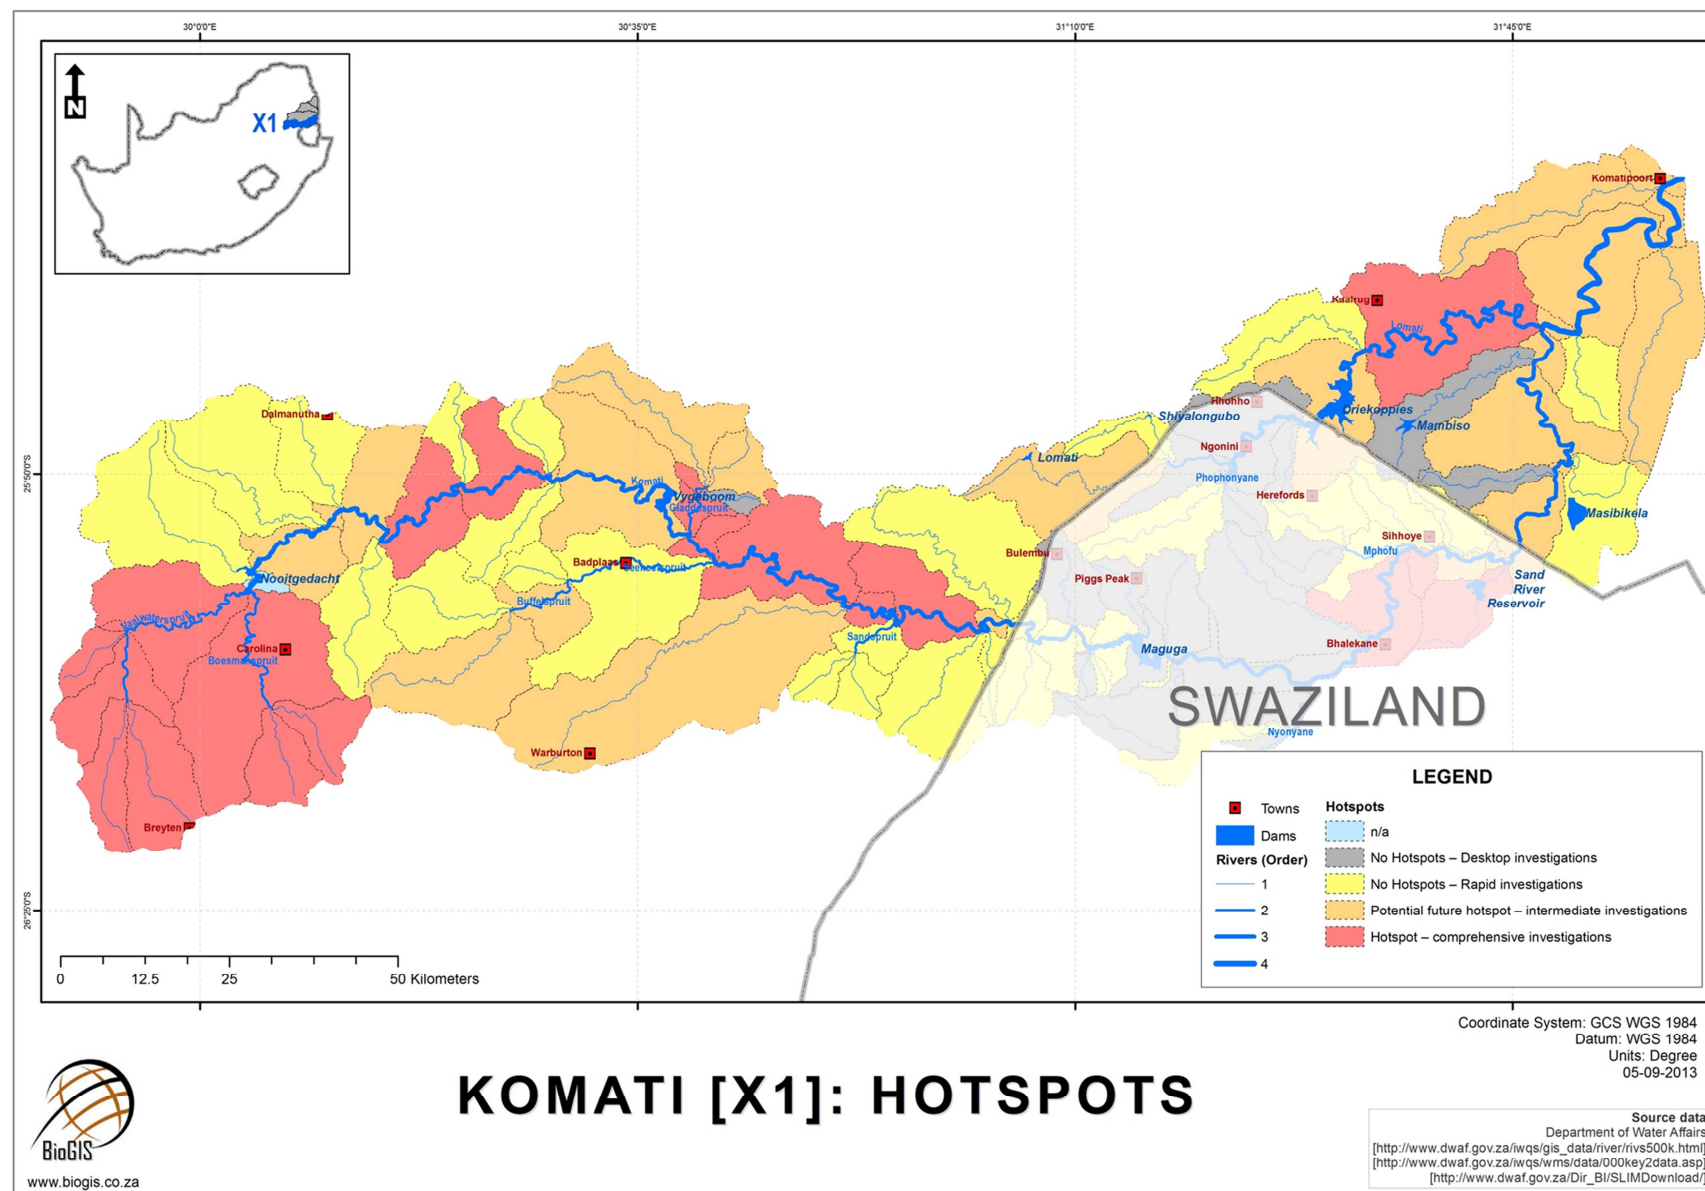 30°0'0"E
30°35'0"E
31°10'0"E
31°45'0"E
N
X1
Komatipoort
Lomati
Driekoppies
Mambiso
Hhohho
Shiyalongubo
Ngonini
Phophonyane
Herefords
Lomati
Masibikela
Sihhoye
Mphofu
Bulembu
Piggs Peak
Sand
River
Reservoir
Bhalekane
Maguga
SWAZILAND
Nyonyane
Dalmanutha
25°50'0"S
Komati
Vygeboom
Gladdespruit
Badplaas
Nooitgedacht
Buffelspruit
Sandspruit
Vaalwaterspruit
Carolina
Boesmanspruit
Warburton
Breyten
26°25'0"S
0 12.5 25 50 Kilometers
LEGEND
Towns
Dams
Rivers (Order)
1
2
3
4
Hotspots
n/a
No Hotspots – Desktop investigations
No Hotspots – Rapid investigations
Potential future hotspot – intermediate investigations
Hotspot – comprehensive investigations
Coordinate System: GCS WGS 1984
Datum: WGS 1984
Units: Degree
05-09-2013
KOMATI [X1]: HOTSPOTS
BioGIS
www.biogis.co.za
Source data
Department of Water Affairs
[http://www.dwaf.gov.za/iwqs/gis_data/river/rivs500k.html]
[http://www.dwaf.gov.za/iwqs/wms/data/000key2data.asp]
[http://www.dwaf.gov.za/Dir_BI/SLIMDownload/]